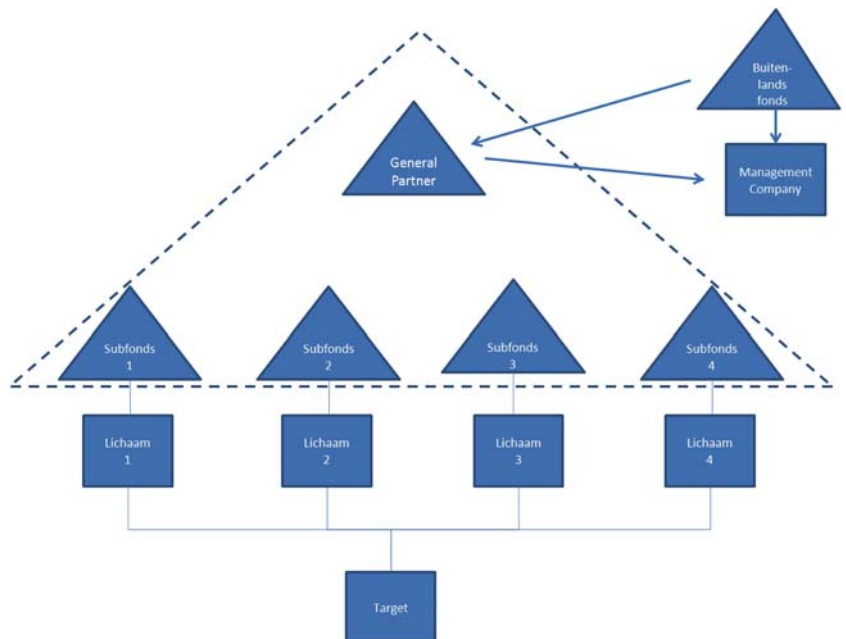 Buiten-
lands
fonds
General
Partner
Management
Company
Subfonds
1
Subfonds
2
Subfonds
3
Subfonds
4
Lichaam
1
Lichaam
2
Lichaam
3
Lichaam
4
Target